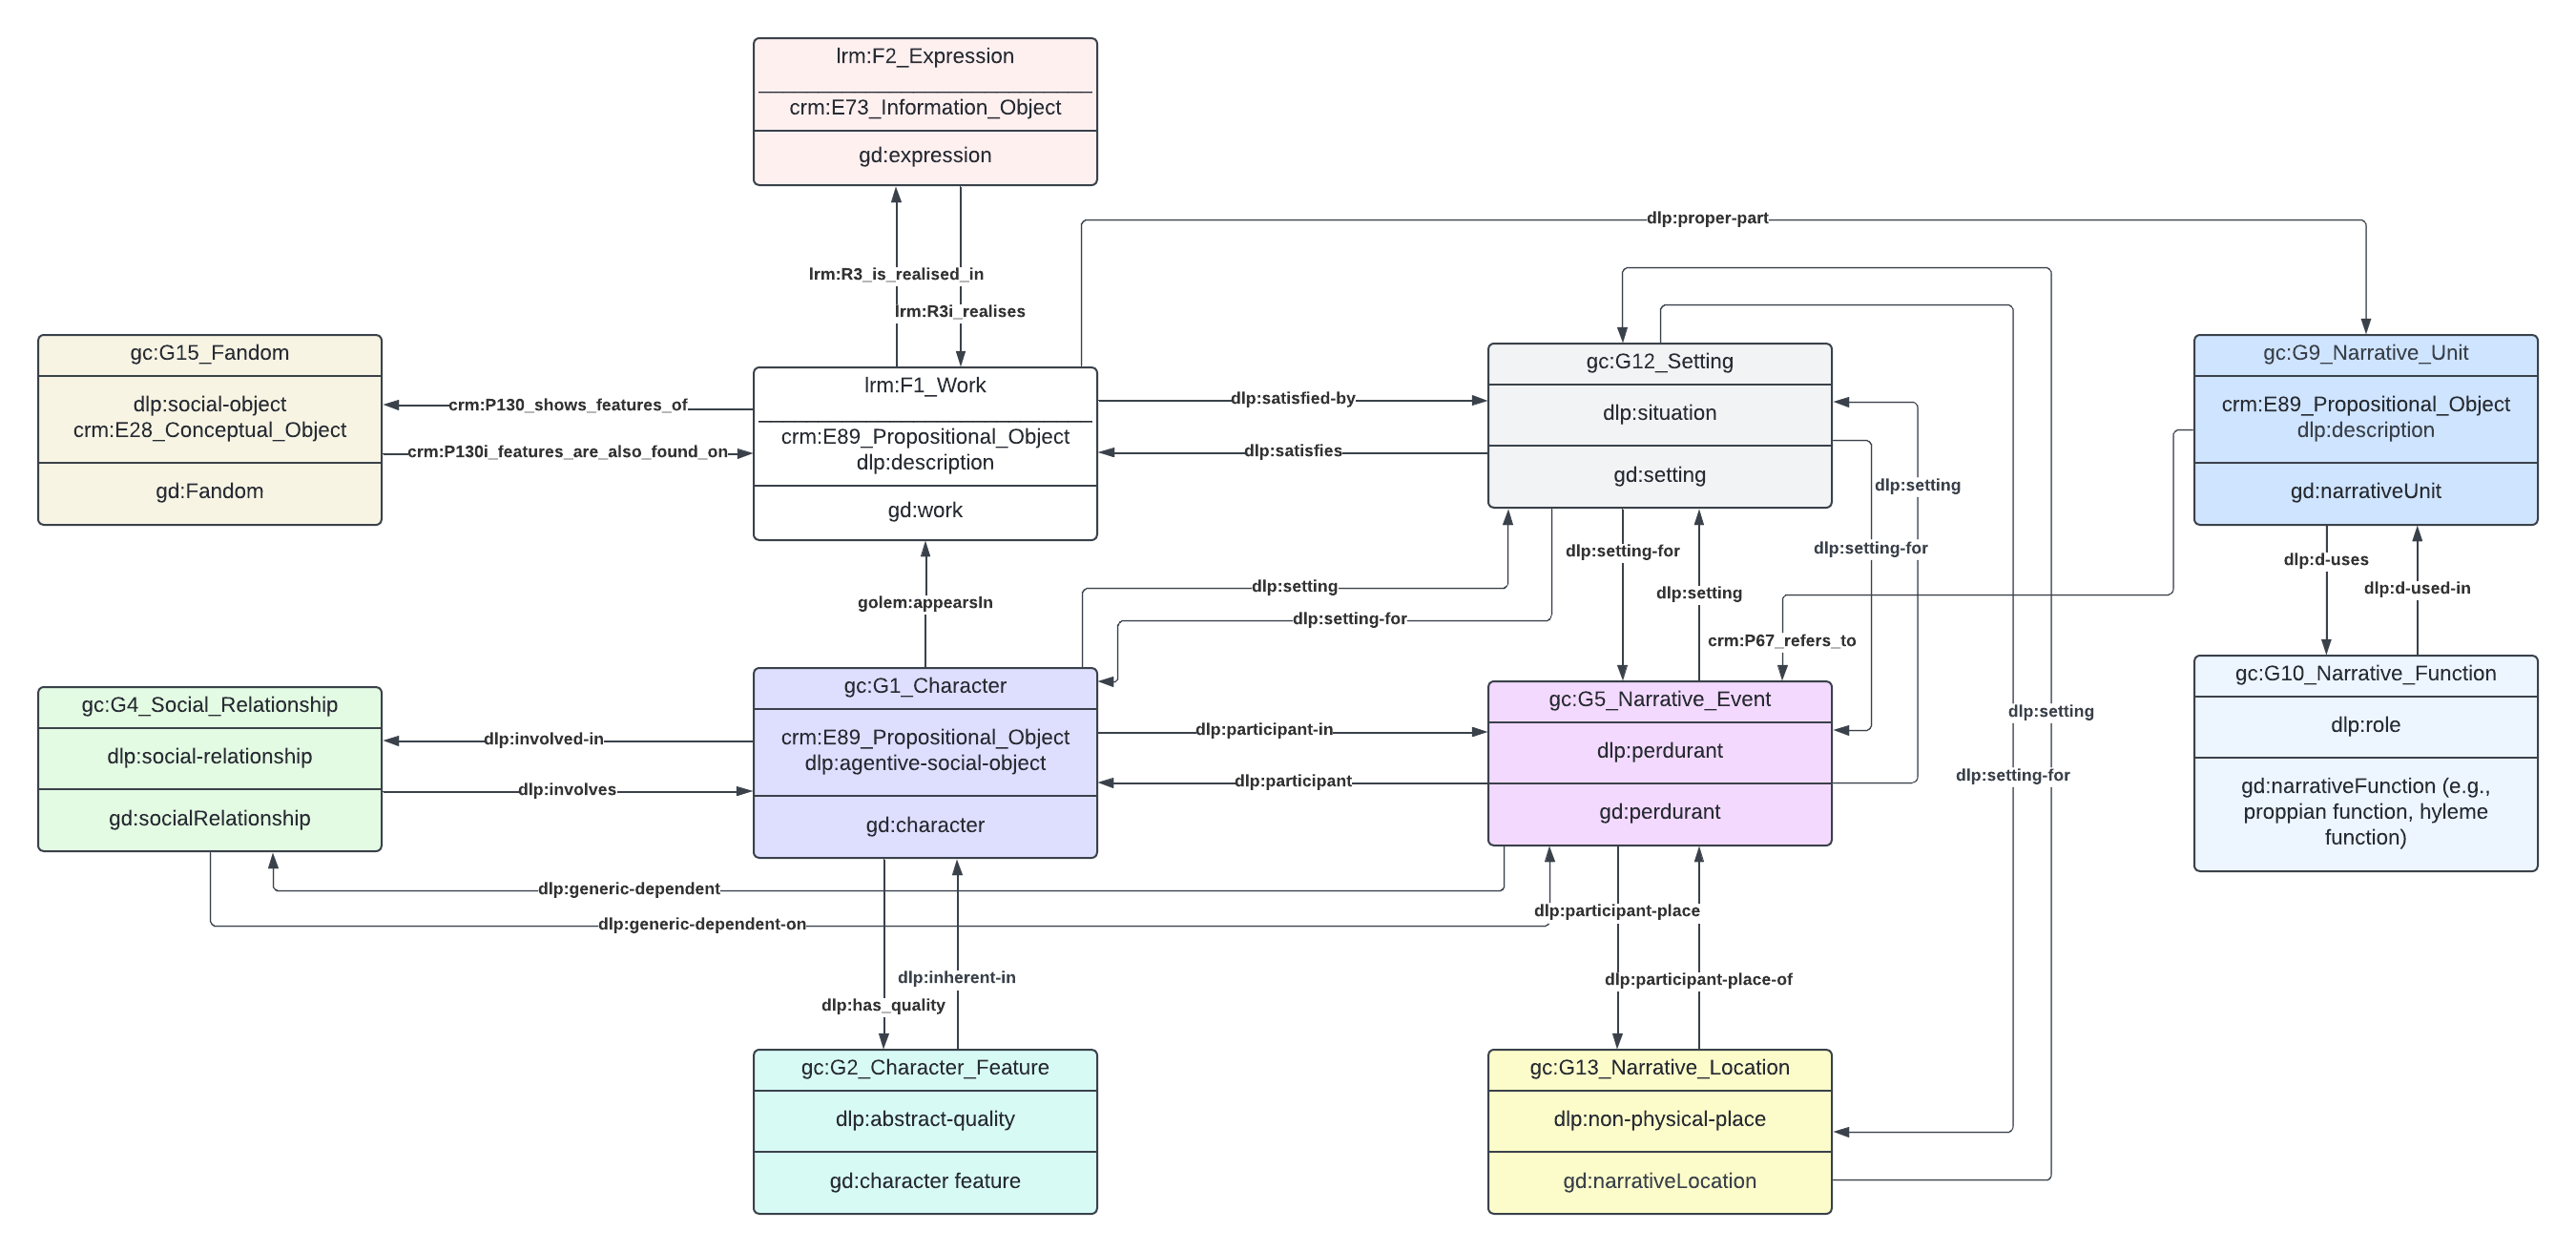 lrm:F2_Expression
crm:E73_Information_Object
gd:expression
dlp:proper-part
lrm:R3_is_realised_in
lrm:R3i_realises
gc:G15_Fandom
dlp:social-object
crm:E28_Conceptual_Object
gd:Fandom
crm:P130_shows_features_of
crm:P130i_features_are_also_found_on
lrm:F1_Work
crm:E89_Propositional_Object
dlp:description
gd:work
dlp:satisfied-by
dlp:satisfies
gc:G12_Setting
dlp:situation
gd:setting
dlp:setting
dlp:setting-for
gc:G9_Narrative_Unit
crm:E89_Propositional_Object
dlp:description
gd:narrativeUnit
dlp:setting-for
dlp:setting
dlp:d-uses
dlp:d-used-in
golem:appearsIn
dlp:setting
dlp:setting-for
crm:P67_refers_to
gc:G4_Social_Relationship
dlp:social-relationship
gd:socialRelationship
dlp:involved-in
dlp:involves
gc:G1_Character
crm:E89_Propositional_Object
dlp:agentive-social-object
gd:character
dlp:participant-in
dlp:participant
gc:G5_Narrative_Event
dlp:perdurant
gd:perdurant
dlp:setting
dlp:setting-for
gc:G10_Narrative_Function
dlp:role
gd:narrativeFunction (e.g.,
proppian function, hyleme
function)
dlp:generic-dependent
dlp:generic-dependent-on
dlp:participant-place
dlp:participant-place-of
dlp:inherent-in
dlp:has_quality
gc:G2_Character_Feature
dlp:abstract-quality
gd:character feature
gc:G13_Narrative_Location
dlp:non-physical-place
gd:narrativeLocation